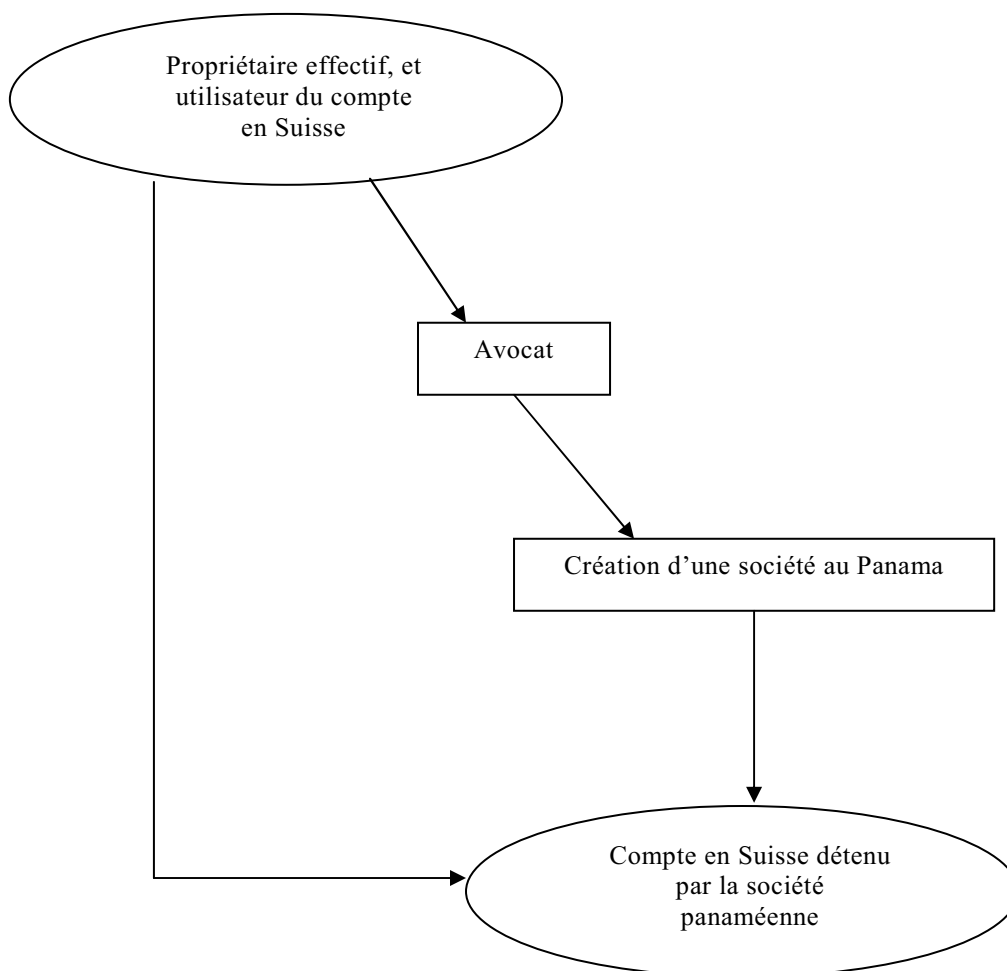 Propriétaire effectif, et
utilisateur du compte
en Suisse
Avocat
Création d’une société au Panama
Compte en Suisse détenu
par la société
panaméenne